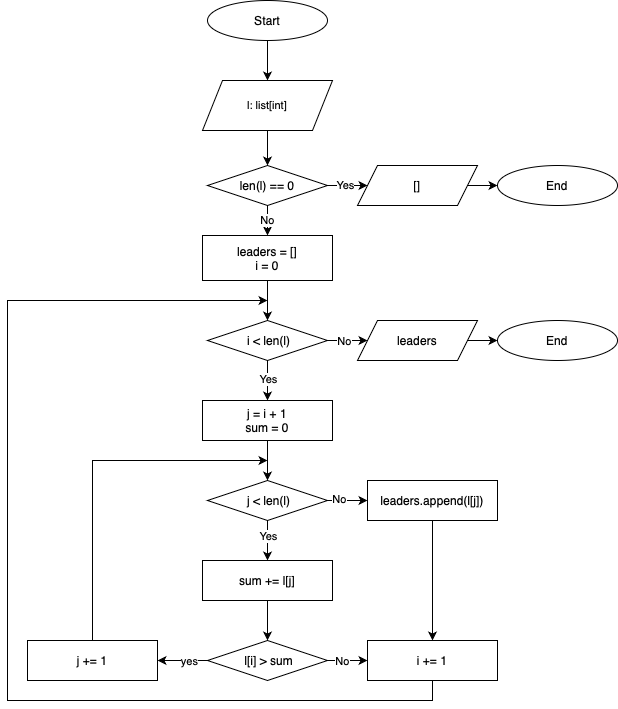 Start
l: list[int]
len(l) == 0
Yes
[]
End
No
leaders = []
i = 0
i < len(l)
No
leaders
End
Yes
j = i + 1
sum = 0
j < len(l)
No
leaders.append(l[j])
Yes
sum += l[j]
j += 1
yes
l[i] > sum
No
i += 1